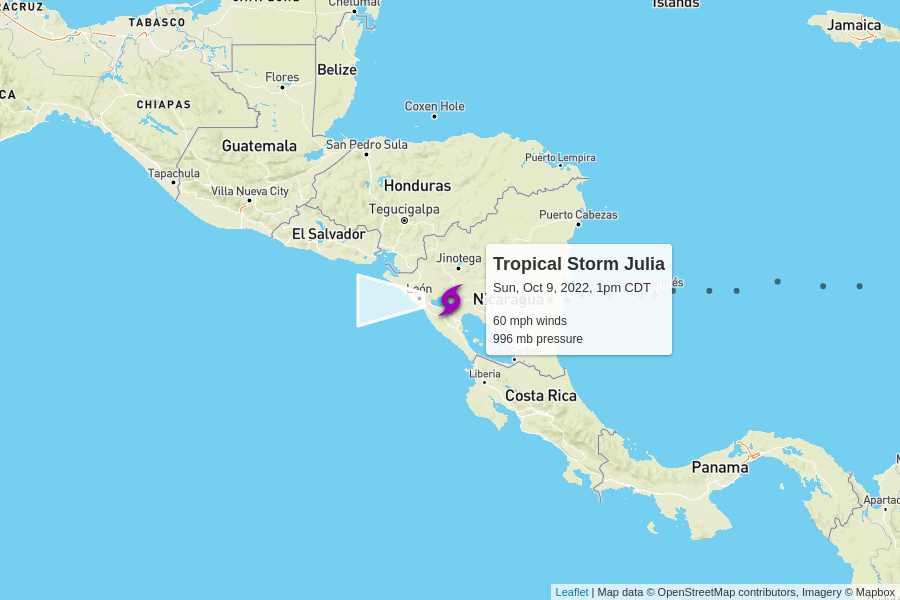 Chetumal
Islands
TABASCO
Jamaica
Belize
Flores
CHIAPAS
Coxen Hole
Guatemala
San Pedro Sula
Puerto Lempira
Tapachula
Villa Nueva City
Honduras
Tegucigalpa
Puerto Cabezas
El Salvador
Jinotega
Tropical Storm Julia
Sun, Oct 9, 2022, 1pm CDT
León
Nicaragua
60 mph winds
996 mb pressure
Liberia
Costa Rica
Panama
Leaflet | Map data © OpenStreetMap contributors, Imagery © Mapbox